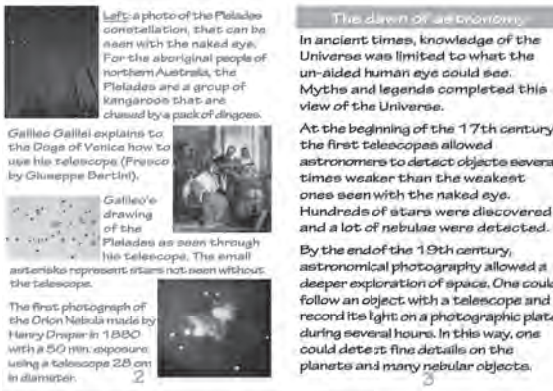 Left: a photo of the Pleiades
constellation, that can be
seen with the naked eye.
For the aboriginal people of
northern Australia, the
Pleiades are a group of
kangaroos that are
chased by a pack of dingoes.
Galileo Galilei explains to
the Doge of Venice how to
use his telescope (Fresco
by Giuseppe Bertini).
Galileo's
drawing
of the
Pleiades as seen through
his telescope. The small
asterisks represent stars not seen without
the telescope.
The first photograph of
the Orion Nebula made by
Henry Draper in 1880
with a 50 min. exposure
using a telescope 28 cm
in diameter.
2
The dawn of astronomy
In ancient times, knowledge of the
Universe was limited to what the
un-aided human eye could see.
Myths and legends completed this
view of the Universe.
At the beginning of the 17th century
the first telescopes allowed
astronomers to detect objects several
times weaker than the weakest
ones seen with the naked eye.
Hundreds of stars were discovered
and a lot of nebulae were detected.
By the end of the 19th century,
astronomical photography allowed a
deeper exploration of space. One could
follow an object with a telescope and
record its light on a photographic plate
during several hours. In this way, one
could detect fine details on the
planets and many nebular objects.
3